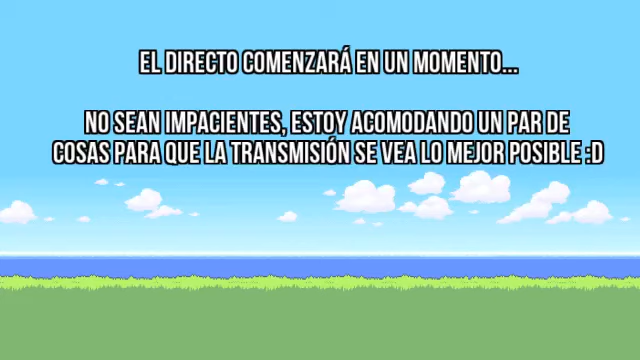 EL DIRECTO COMENZARÁ EN UN MOMENTO...
NO SEAN IMPACIENTES, ESTOY ACOMODANDO UN PAR DE
COSAS PARA QUE LA TRANSMISIÓN SE VEA LO MEJOR POSIBLE :D